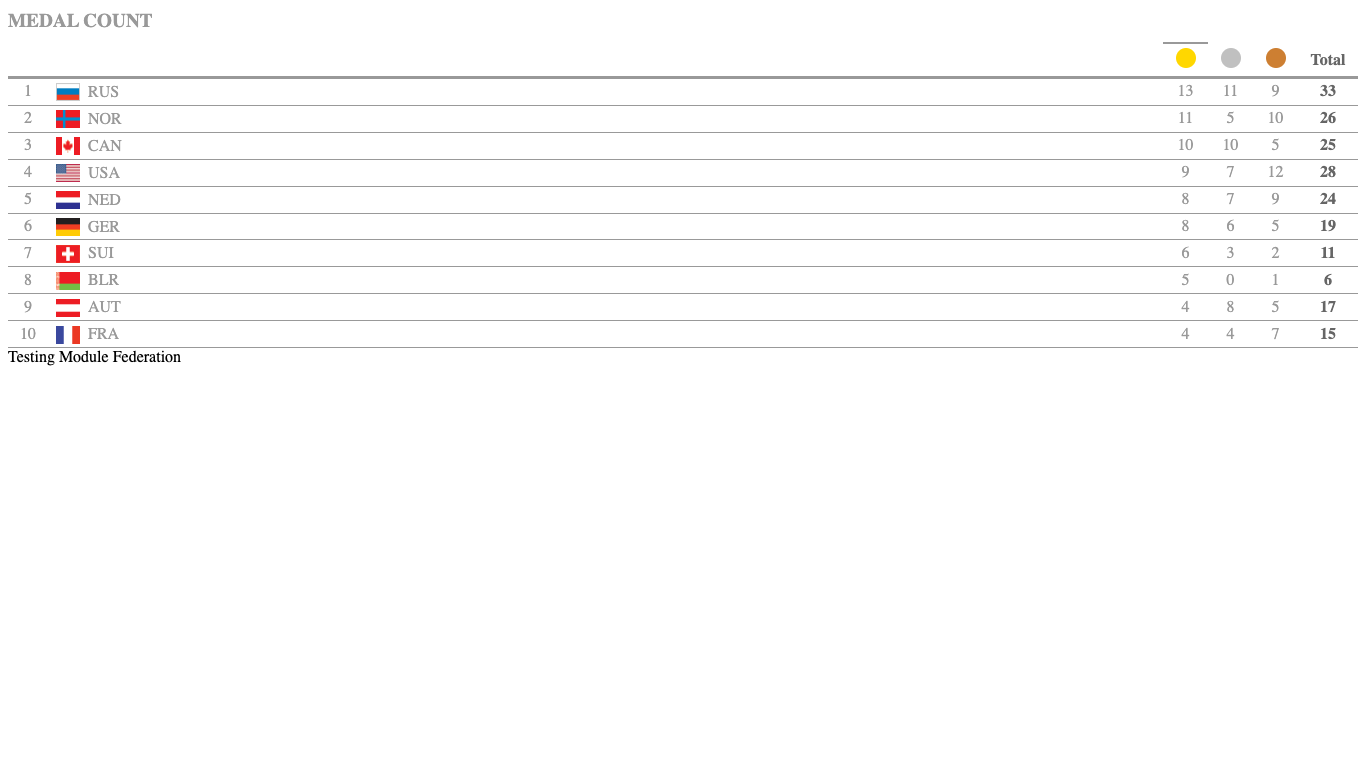 MEDAL COUNT
Total
1 RUS 13 11 9 33
2 NOR 11 5 10 26
3 CAN 10 10 5 25
4 USA 9 7 12 28
5 NED 8 7 9 24
6 GER 8 6 5 19
7 SUI 6 3 2 11
8 BLR 5 0 1 6
9 AUT 4 8 5 17
10 FRA 4 4 7 15
Testing Module Federation